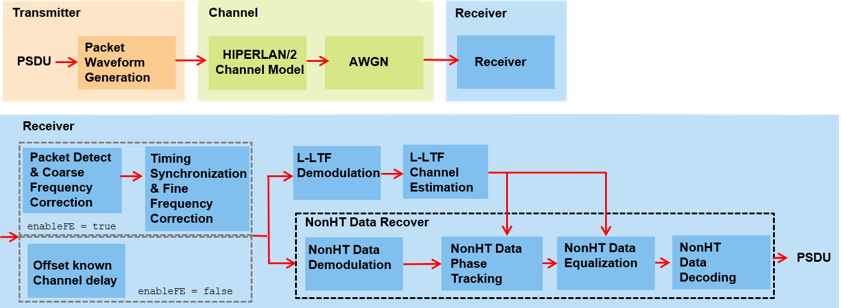 Transmitter
Channel
Receiver
PSDU
Packet
Waveform
Generation
HIPERLAN/2
Channel Model
AWGN
Receiver
Receiver
Packet Detect
& Coarse
Frequency
Correction
Timing
Synchronization
& Fine
Frequency
Correction
enableFE = true
Offset known
Channel delay
enableFE = false
L-LTF
Demodulation
L-LTF
Channel
Estimation
NonHT Data Recover
NonHT Data
Demodulation
NonHT Data
Phase
Tracking
NonHT Data
Equalization
NonHT
Data
Decoding
PSDU